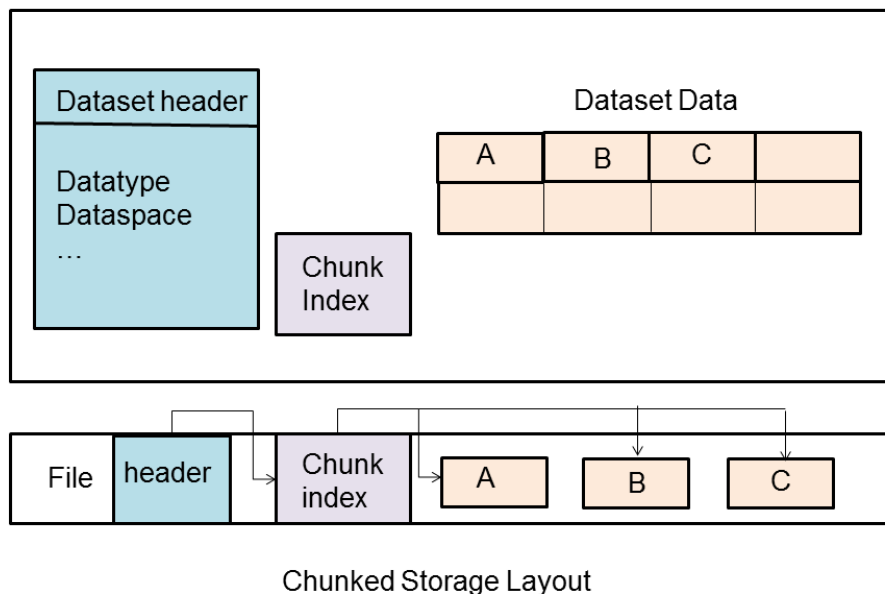 Dataset header
Datatype
Dataspace
…
Chunk
Index
Dataset Data
A
B
C
File
header
Chunk
index
A
B
C
Chunked Storage Layout